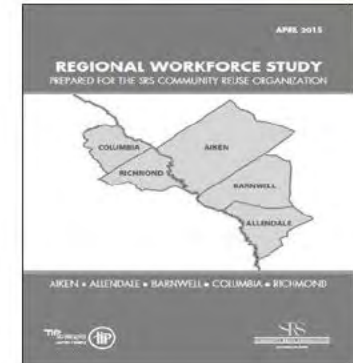 APRIL 2015
REGIONAL WORKFORCE STUDY
PREPARED FOR THE SRS COMMUNITY REUSE ORGANIZATION
COLUMBIA
AIKEN
RICHMOND
BARNWELL
ALLENDALE
AIKEN • ALLENDALE • BARNWELL • COLUMBIA • RICHMOND
TIP
SRS